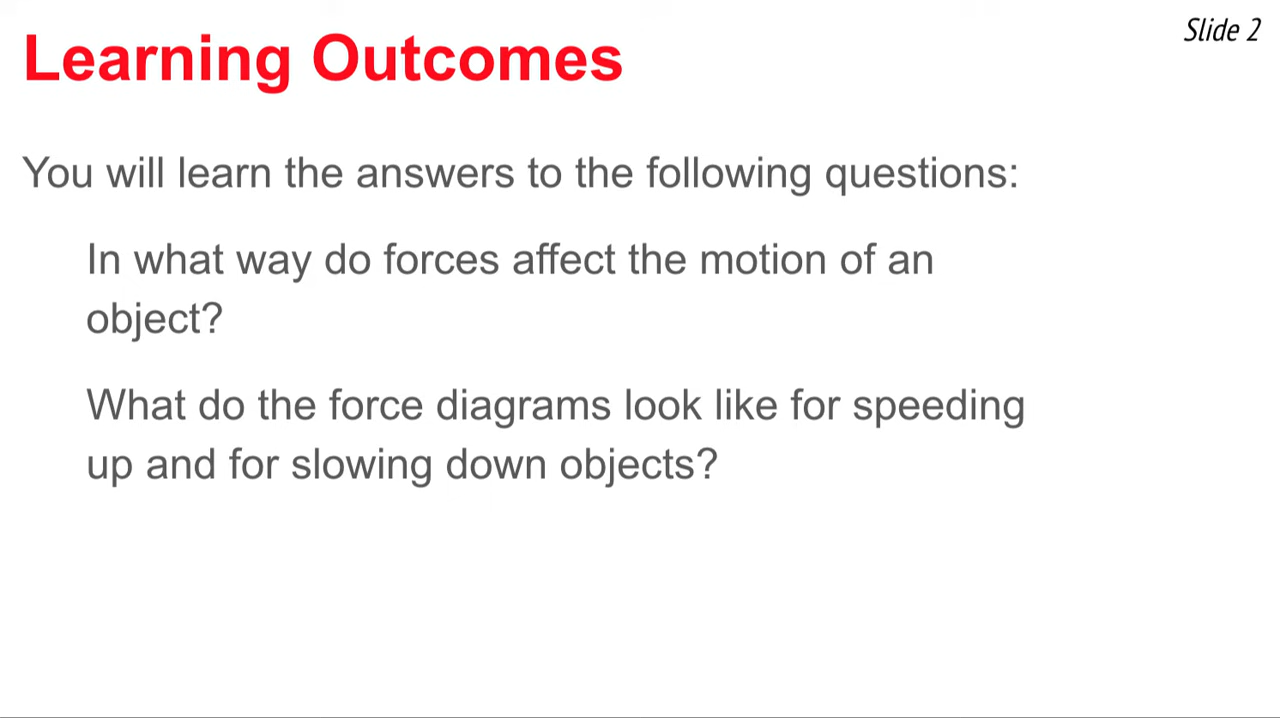 Slide 2
Learning Outcomes
You will learn the answers to the following questions:
In what way do forces affect the motion of an
object?
What do the force diagrams look like for speeding
up and for slowing down objects?